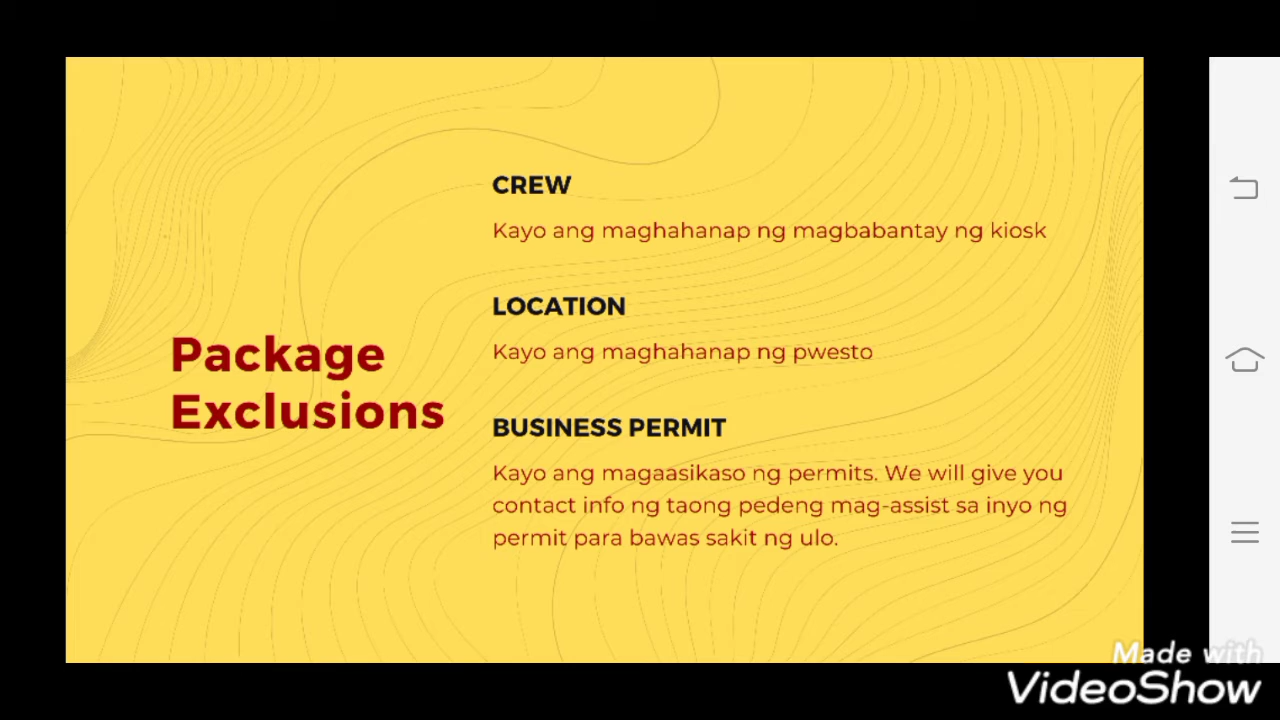 Package
Exclusions
CREW
Kayo ang maghahanap ng magbabantay ng kiosk
LOCATION
Kayo ang maghahanap ng pwesto
BUSINESS PERMIT
Kayo ang magaasikaso ng permits. We will give you
contact info ng taong pedeng mag-assist sa inyo ng
permit para bawas sakit ng ulo.
Made with
VideoShow